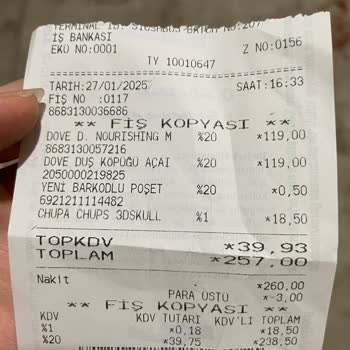 İŞ BANKASI
EKÜ NO:0001 Z NO:0156
TY 10010647
TARİH:27/01/2025 SAAT:16:33
FİŞ NO :0117
8683130036686
** FİŞ KOPYASI **
DOVE D. NOURISHING M %20 *119,00
8683130057216
DOVE DUŞ KÖPÜĞÜ AÇAI %20 *119,00
2050000219825
YENİ BARKODLU POŞET %20 *0,50
6921211114482
CHUPA CHUPS 3DSKULL %1 *18,50
TOPKDV *39,93
TOPLAM *257,00
Nakit *260,00
PARA ÜSTÜ *-3,00
** FİŞ KOPYASI **
KDV KDV TUTARI KDV'Lİ TOPLAM
%1 *0,18 *18,50
%20 *39,75 *238,50